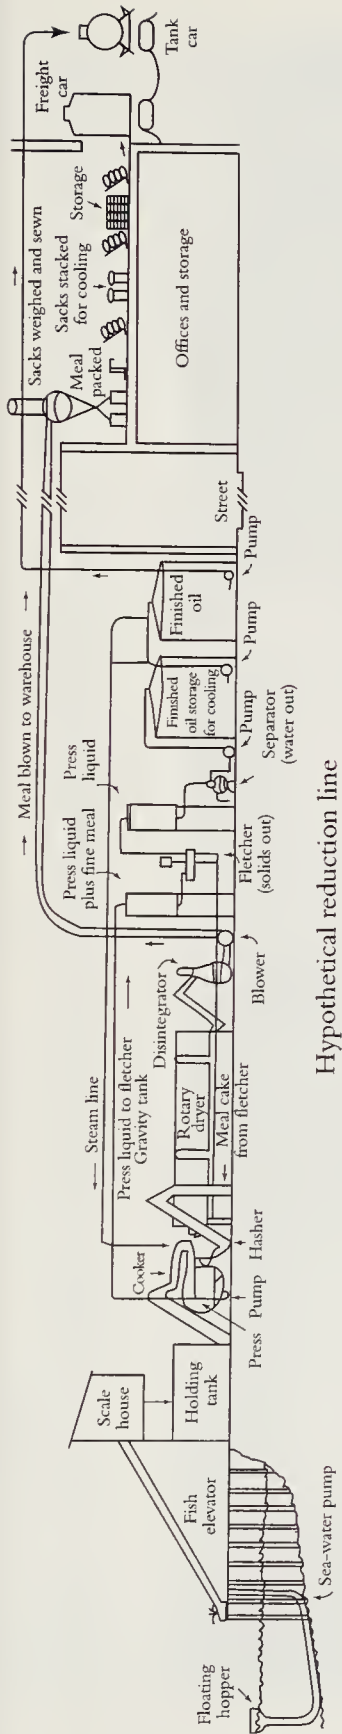 Floating
hopper
Sea-water pump
Fish
elevator
Scale
house
Holding
tank
Press
Pump
Hasher
Cooker
Steam line
Press liquid to fletcher
Gravity tank
Rotary
dryer
Meal cake
from fletcher
Disintegrator
Blower
Fletcher
(solids out)
Separator
(water out)
Press liquid
plus fine meal
Press
liquid
Meal blown to warehouse
Finished
oil storage
for cooling
Finished
oil
Pump
Pump
Pump
Street
Offices and storage
Meal
packed
Sacks stacked
for cooling
Sacks weighed and sewn
Storage
Freight
car
Tank
car
Hypothetical reduction line